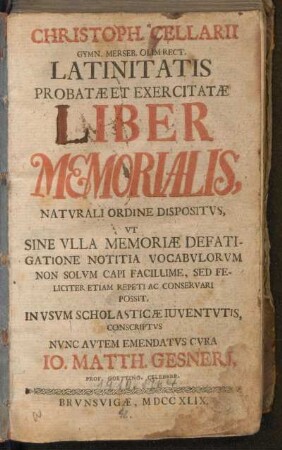 CHRISTOPH. CELLARII
GYMN. MERSEB. OLIM RECT.
LATINITATIS
PROBATÆ ET EXERCITATÆ
LIBER
MEMORIALIS,
NATVRALI ORDINE DISPOSITVS,
VT
SINE VLLA MEMORIÆ DEFATI-
GATIONE NOTITIA VOCABVLORVM
NON SOLVM CAPI FACILLIME, SED FE-
LICITER ETIAM REPETI AC CONSERVARI
POSSIT.
IN VSVM SCHOLASTICÆ IUVENTVTIS,
CONSCRIPTVS
NVNC AVTEM EMENDATVS CVRA
IO. MATTH. GESNERI,
PROF. GOETTING. CELEBERR.
BRVNSVIGÆ, MDCCXLIX.